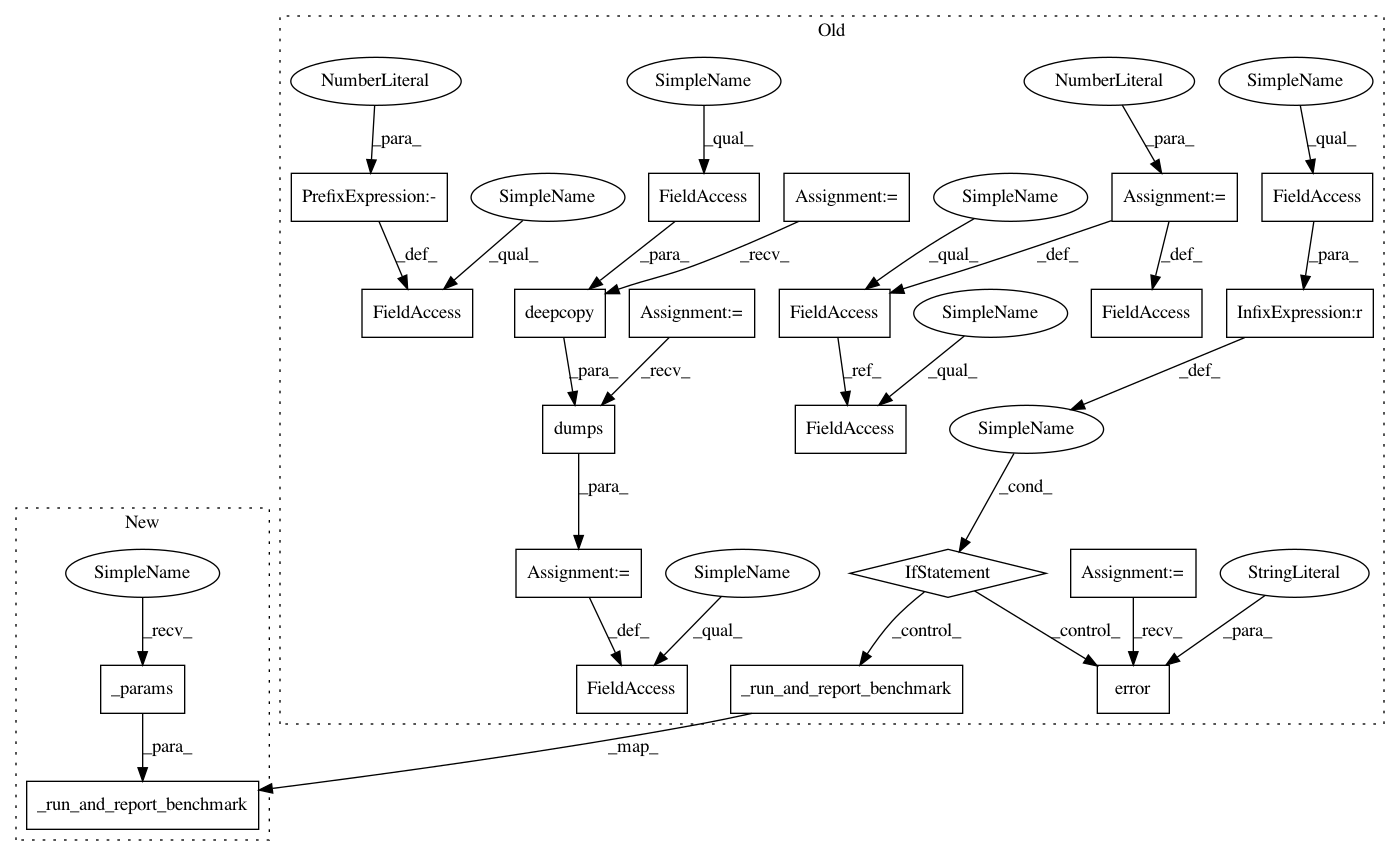 Old
NumberLiteral
SimpleName
NumberLiteral
SimpleName
_para_
_qual_
_para_
_qual_
PrefixExpression:-
SimpleName
FieldAccess
Assignment:=
SimpleName
Assignment:=
FieldAccess
_def_
_qual_
_para_
_recv_
_qual_
_def_
_def_
_para_
FieldAccess
deepcopy
Assignment:=
FieldAccess
SimpleName
FieldAccess
InfixExpression:r
_para_
_recv_
_ref_
_qual_
_def_
dumps
FieldAccess
SimpleName
_para_
_cond_
New
SimpleName
Assignment:=
SimpleName
IfStatement
Assignment:=
StringLiteral
_recv_
_def_
_qual_
_control_
_control_
_recv_
_para_
_params
FieldAccess
_run_and_report_benchmark
error
_para_
_map_
_run_and_report_benchmark